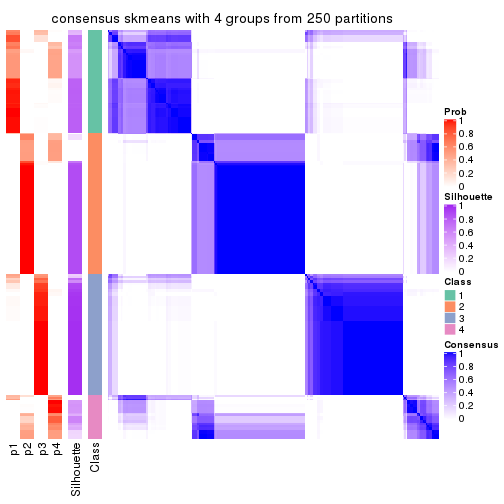 consensus skmeans with 4 groups from 250 partitions
Prob
1
0.8
0.6
0.4
0.2
0
Silhouette
1
0.8
0.6
0.4
0.2
0
Class
1
2
3
4
Consensus
1
0.8
0.6
0.4
0.2
0
p1
p2
p3
p4
Silhouette
Class